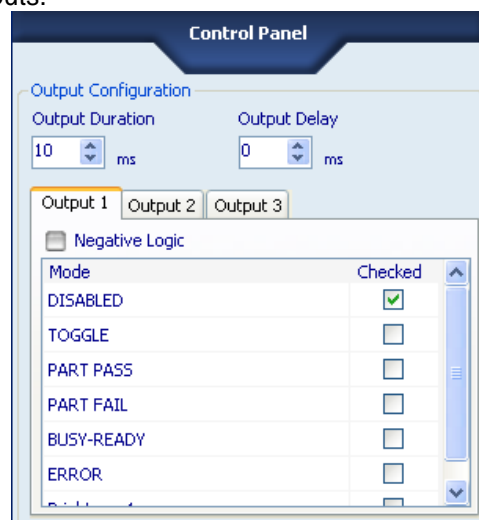 Control Panel
Output Configuration
Output Duration Output Delay
10 ms 0 ms
Output 1 Output 2 Output 3
Negative Logic
Mode Checked
DISABLED
TOGGLE
PART PASS
PART FAIL
BUSY-READY
ERROR